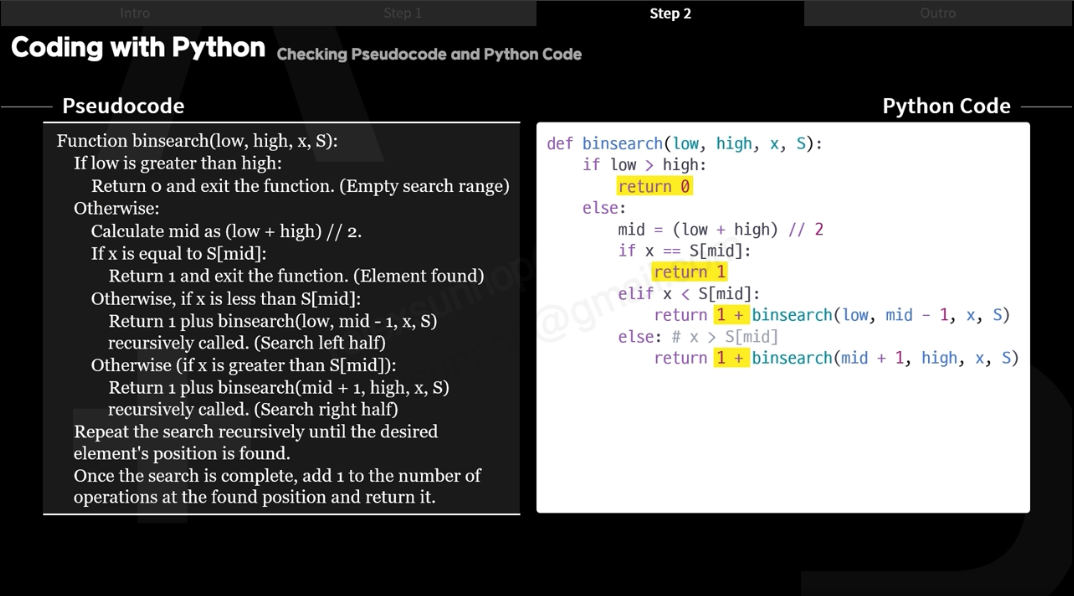 Intro
Step 1
Step 2
Outro
Coding with Python
Checking Pseudocode and Python Code
Pseudocode
Function binsearch(low, high, x, S):
If low is greater than high:
Return 0 and exit the function. (Empty search range)
Otherwise:
Calculate mid as (low + high) // 2.
If x is equal to S[mid]:
Return 1 and exit the function. (Element found)
Otherwise, if x is less than S[mid]:
Return 1 plus binsearch(low, mid - 1, x, S)
recursively called. (Search left half)
Otherwise (if x is greater than S[mid]):
Return 1 plus binsearch(mid + 1, high, x, S)
recursively called. (Search right half)
Repeat the search recursively until the desired
element's position is found.
Once the search is complete, add 1 to the number of
operations at the found position and return it.
Python Code
def binsearch(low, high, x, S):
if low > high:
return 0
else:
mid = (low + high) // 2
if x == S[mid]:
return 1
elif x < S[mid]:
return 1 + binsearch(low, mid - 1, x, S)
else: # x > S[mid]
return 1 + binsearch(mid + 1, high, x, S)